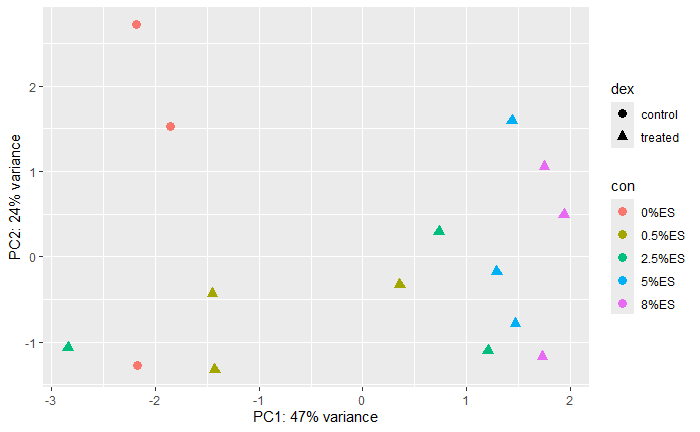 PC2: 24% variance
2
1
0
-1
-3
-2
-1
0
1
2
PC1: 47% variance
dex
control
treated
con
0%ES
0.5%ES
2.5%ES
5%ES
8%ES